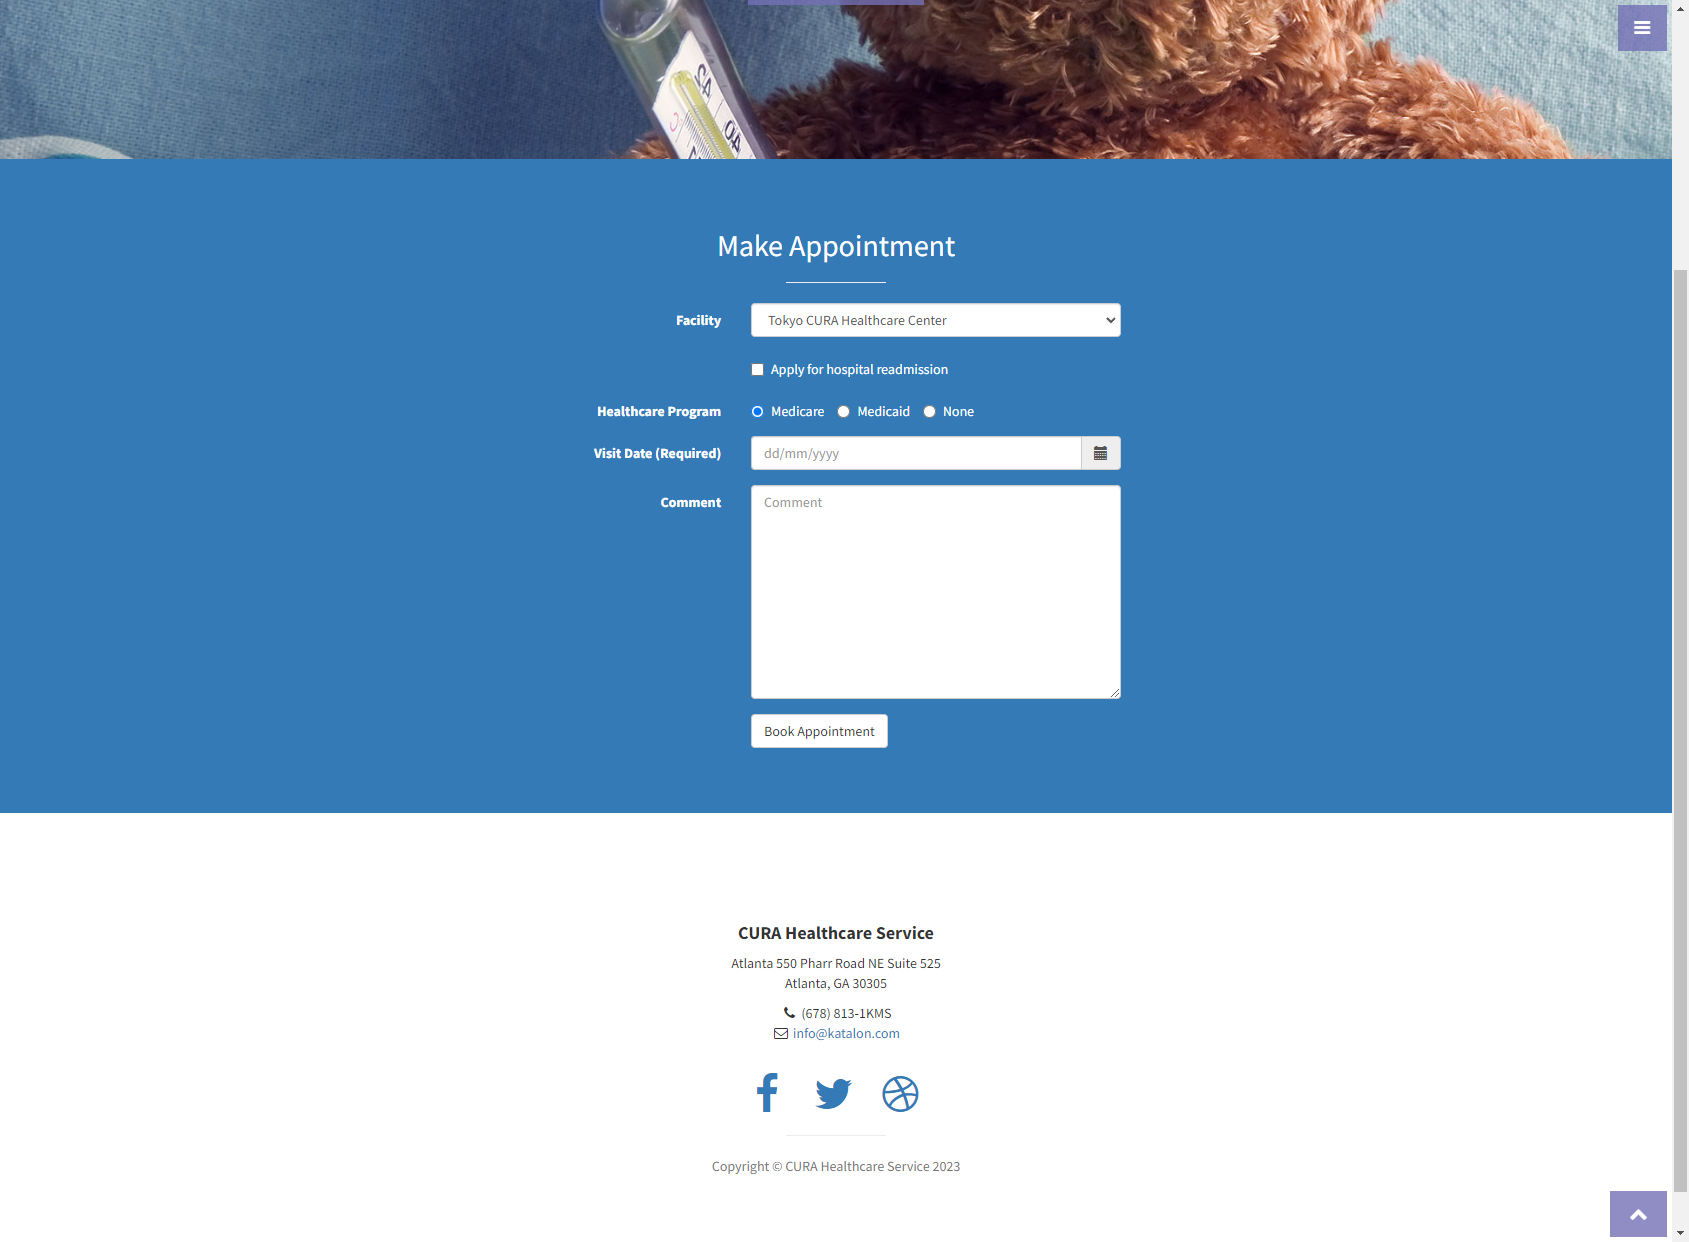 Make Appointment
Facility
Tokyo CURA Healthcare Center
Apply for hospital readmission
Healthcare Program
Medicare
Medicaid
None
Visit Date (Required)
dd/mm/yyyy
Comment
Comment
Book Appointment
CURA Healthcare Service
Atlanta 550 Pharr Road NE Suite 525
Atlanta, GA 30305
(678) 813-1KMS
info@katalon.com
Copyright © CURA Healthcare Service 2023